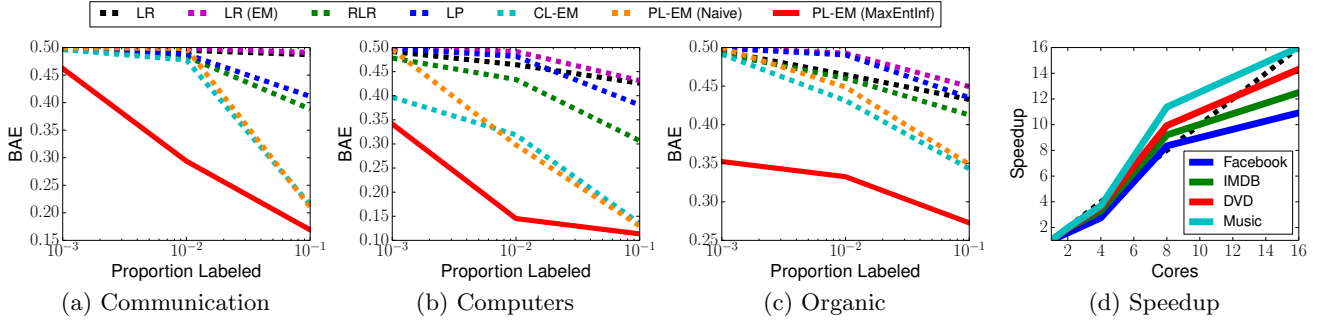 LR LR (EM) RLR LP CL-EM PL-EM (Naive) PL-EM (MaxEntInf)
0.50
0.45
0.40
0.35
0.30
0.25
0.20
0.15
BAE
10^-3 10^-2 10^-1
Proportion Labeled
(a) Communication
0.50
0.45
0.40
0.35
0.30
0.25
0.20
0.15
0.10
BAE
10^-3 10^-2 10^-1
Proportion Labeled
(b) Computers
0.50
0.45
0.40
0.35
0.30
0.25
BAE
10^-3 10^-2 10^-1
Proportion Labeled
(c) Organic
16
14
12
10
8
6
4
2
Speedup
Facebook
IMDB
DVD
Music
2 4 6 8 10 12 14 16
Cores
(d) Speedup